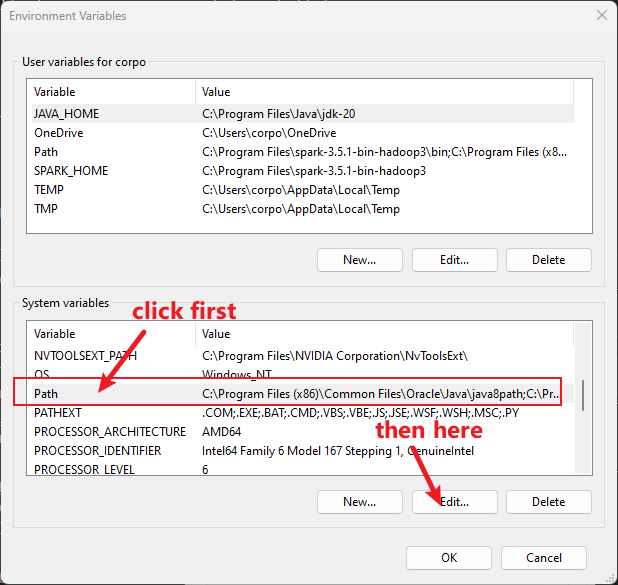 Environment Variables
User variables for corpo
Variable Value
JAVA_HOME C:\Program Files\Java\jdk-20
OneDrive C:\Users\corpo\OneDrive
Path C:\Program Files\spark-3.5.1-bin-hadoop3\bin;C:\Program Files (x8...
SPARK_HOME C:\Program Files\spark-3.5.1-bin-hadoop3
TEMP C:\Users\corpo\AppData\Local\Temp
TMP C:\Users\corpo\AppData\Local\Temp
New... Edit... Delete
System variables
click first
Variable Value
NVTOOLSEXT_PATH C:\Program Files\NVIDIA Corporation\NvToolsExt\
OS Windows_NT
Path C:\Program Files (x86)\Common Files\Oracle\Java\java8path;C:\Pr...
PATHEXT .COM;.EXE;.BAT;.CMD;.VBS;.VBE;.JS;.JSE;.WSF;.WSH;.MSC;.PY
PROCESSOR_ARCHITECTURE AMD64
then here
PROCESSOR_IDENTIFIER Intel64 Family 6 Model 167 Stepping 1, GenuineIntel
PROCESSOR_LEVEL 6
New... Edit... Delete
OK Cancel